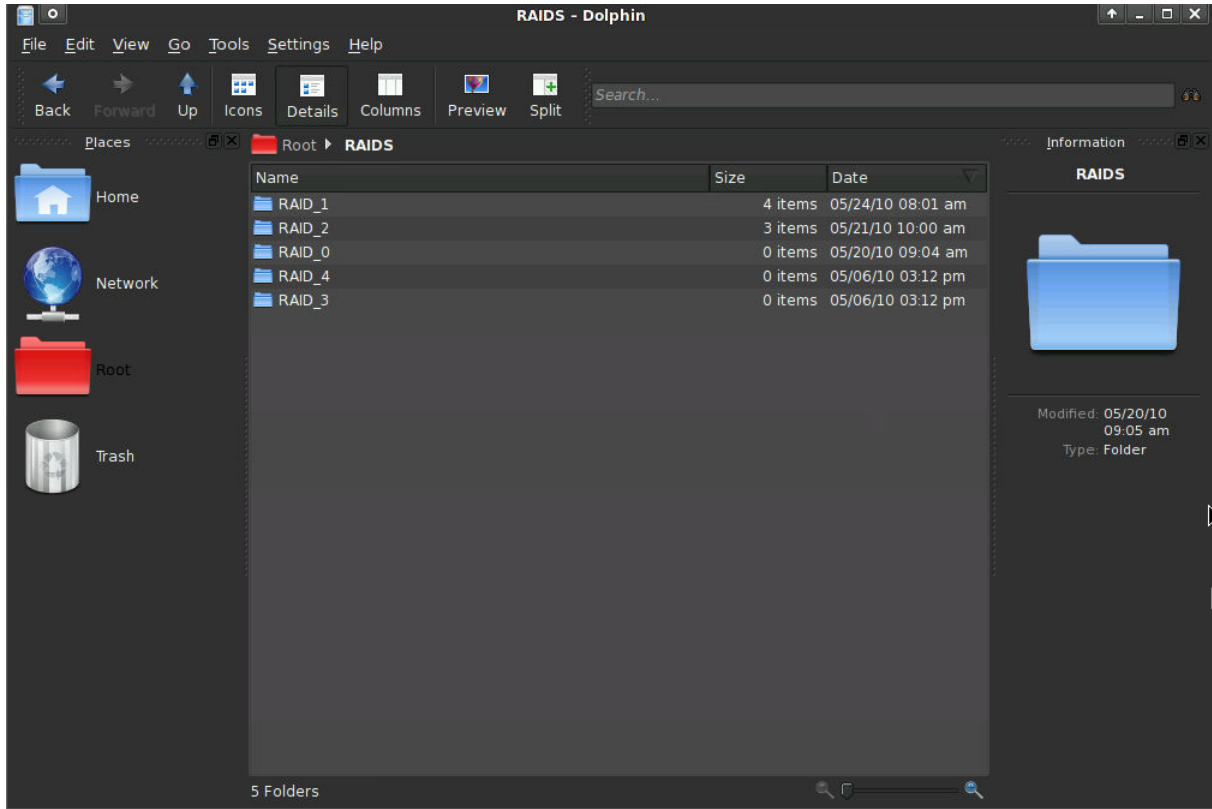 RAIDS - Dolphin
File Edit View Go Tools Settings Help
Back Forward Up Icons Details Columns Preview Split Search...
Places
Home
Network
Root
Trash
Root RAIDS
Name Size Date
RAID_1 4 items 05/24/10 08:01 am
RAID_2 3 items 05/21/10 10:00 am
RAID_0 0 items 05/20/10 09:04 am
RAID_4 0 items 05/06/10 03:12 pm
RAID_3 0 items 05/06/10 03:12 pm
5 Folders
Information
RAIDS
Modified: 05/20/10
09:05 am
Type: Folder